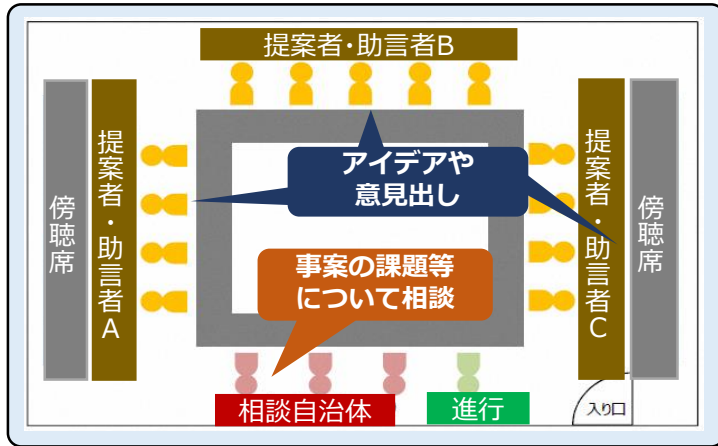 提案者・助言者B
傍聴席
提案者・助言者A
アイデアや
意見出し
事案の課題等
について相談
提案者・助言者C
傍聴席
相談自治体
進行
入り口